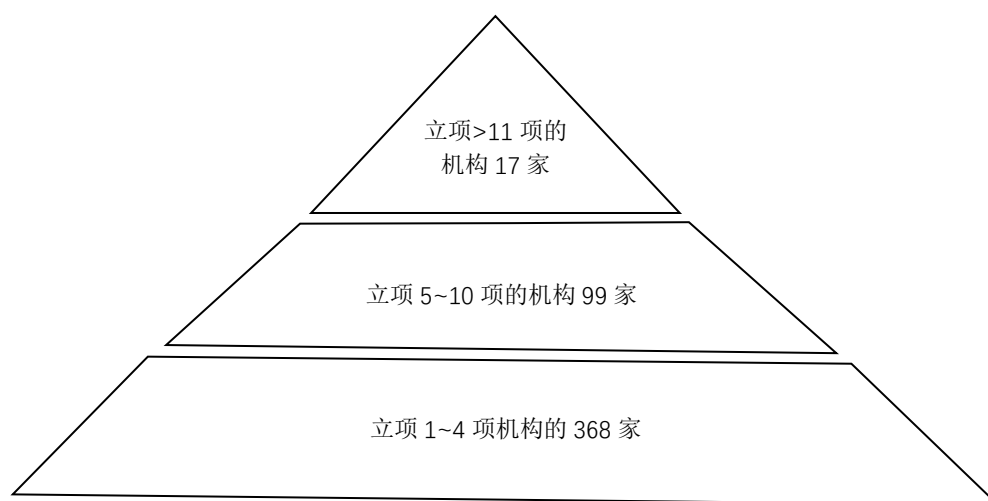 立项>11 项的
机构 17 家
立项 5~10 项的机构 99 家
立项 1~4 项机构的 368 家